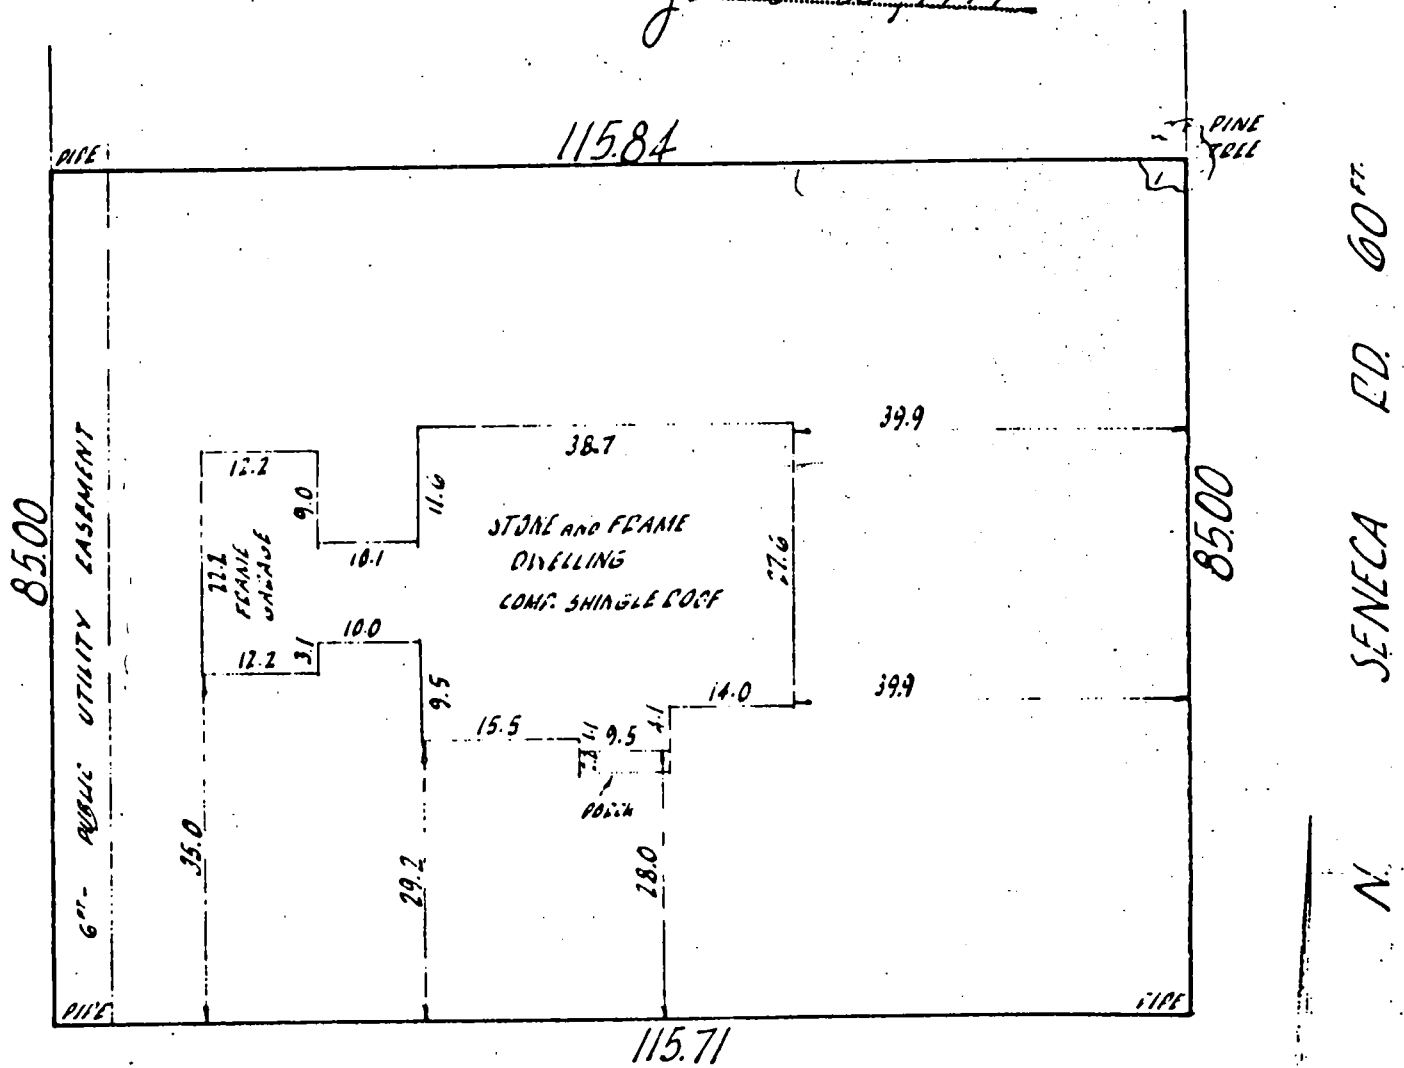 115.84
PIPE
PINE
TREE
N. SENECA RD. 60 FT.
39.9
38.7
12.2
9.0
11.6
STONE AND FRAME
DWELLING
COMP. SHINGLE ROOF
85.00
6 FT- PUBLIC UTILITY EASEMENT
22.2
FRAME
GARAGE
10.1
27.6
85.00
10.0
12.2
3.1
9.5
14.0
39.9
15.5
1.1
9.5
4.1
PORCH
35.0
29.2
28.0
PIPE
PIPE
115.71